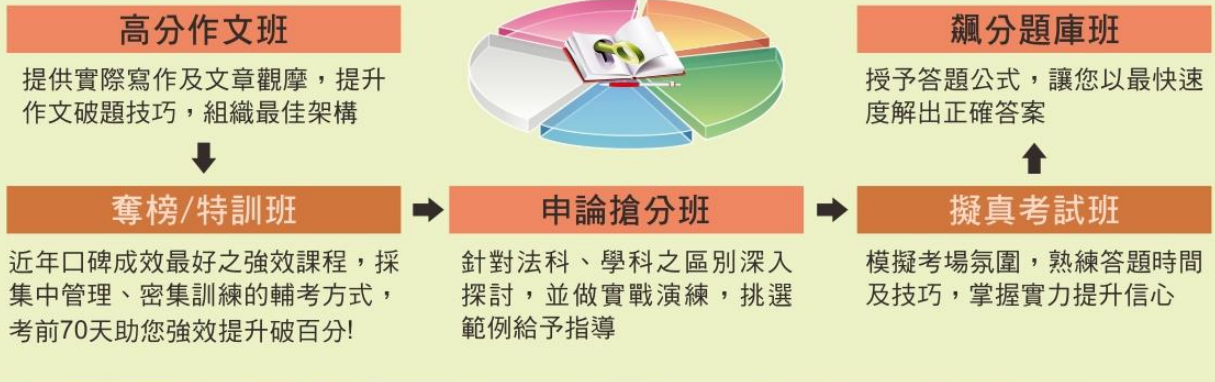 高分作文班
提供實際寫作及文章觀摩，提升
作文破題技巧，組織最佳架構
奪榜/特訓班
近年口碑成效最好之強效課程，採
集中管理、密集訓練的輔考方式，
考前70天助您強效提升破百分!
申論搶分班
針對法科、學科之區別深入
探討，並做實戰演練，挑選
範例給予指導
擬真考試班
模擬考場氛圍，熟練答題時間
及技巧，掌握實力提升信心
飆分題庫班
授予答題公式，讓您以最快速
度解出正確答案